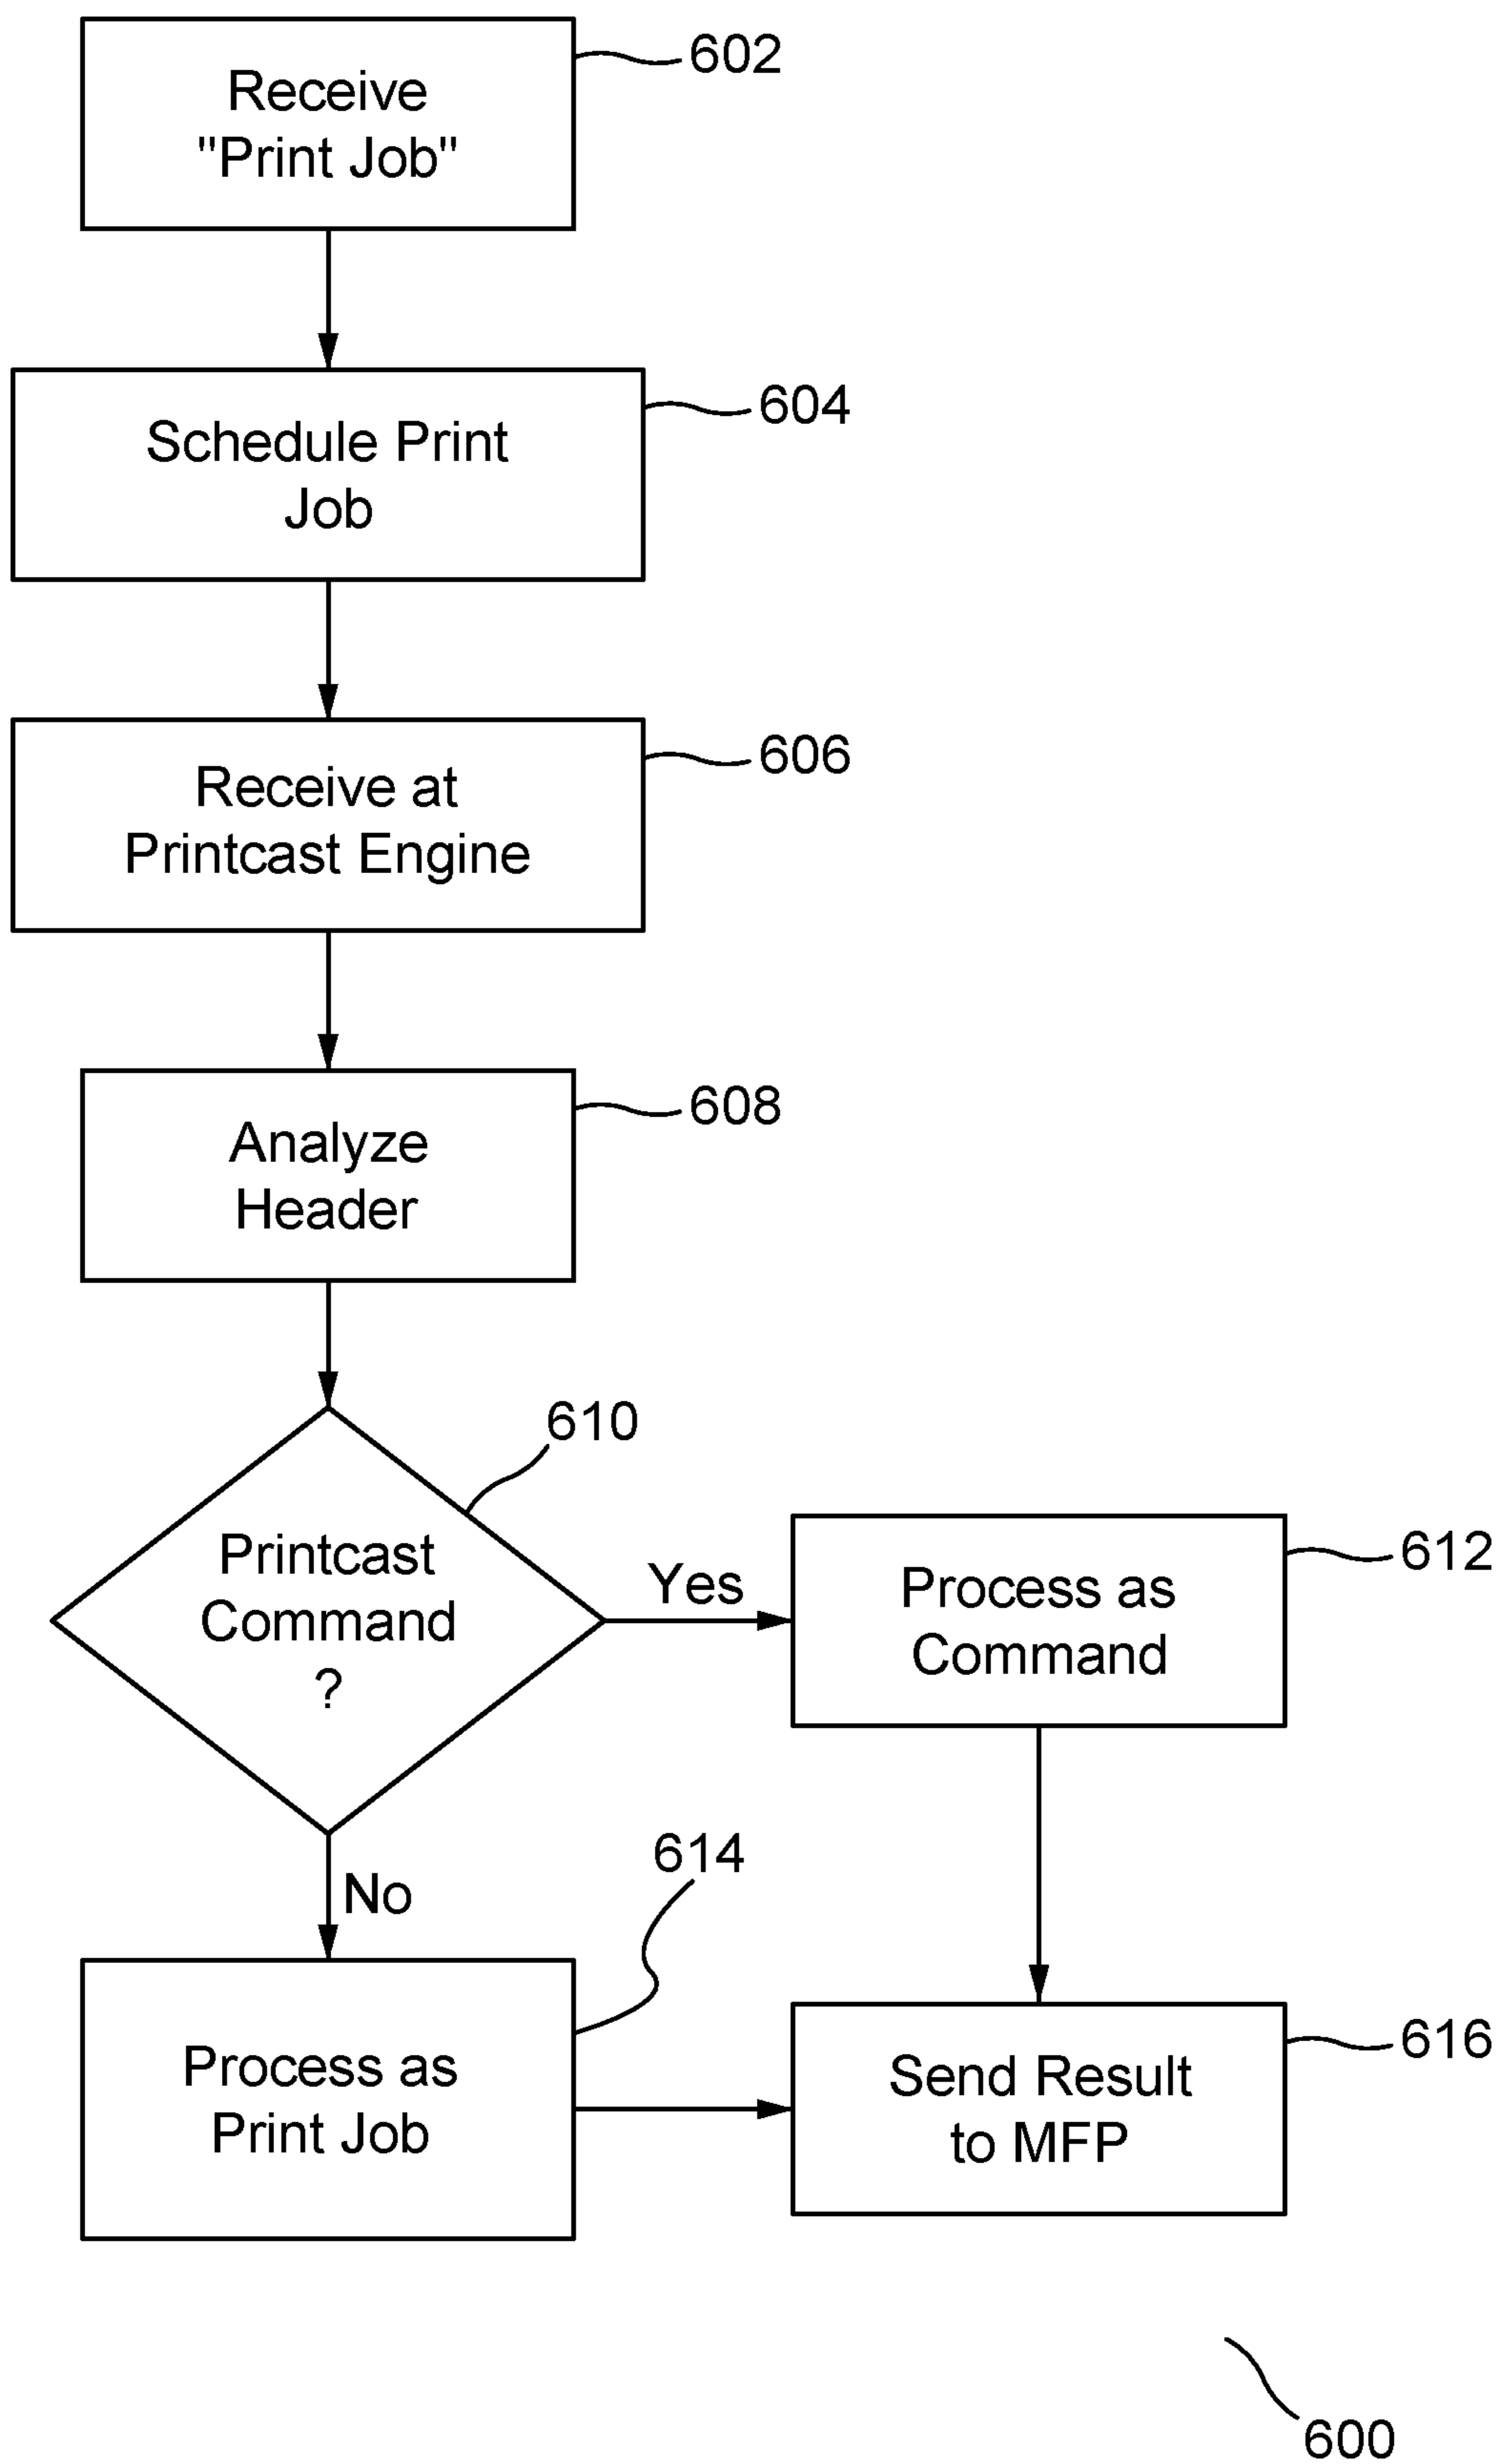 Receive
"Print Job"
602
Schedule Print
Job
604
Receive at
Printcast Engine
606
Analyze
Header
608
610
Printcast
Command
?
Yes
Process as
Command
612
No
614
Process as
Print Job
Send Result
to MFP
616
600